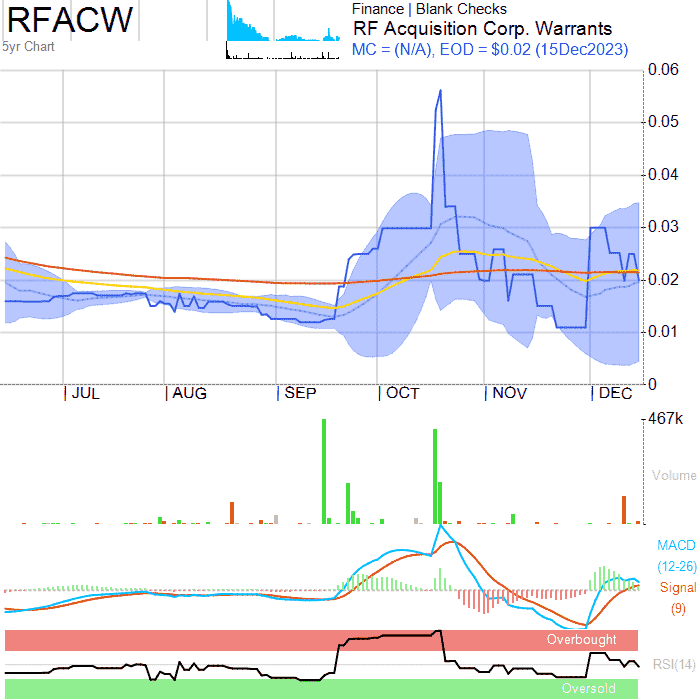 RFACW
5yr Chart
Finance | Blank Checks
RF Acquisition Corp. Warrants
MC = (N/A), EOD = $0.02 (15Dec2023)
0.06
0.05
0.04
0.03
0.02
0.01
0
JUL AUG SEP OCT NOV DEC
467k
Volume
MACD
(12-26)
Signal
(9)
Overbought
RSI(14)
Oversold